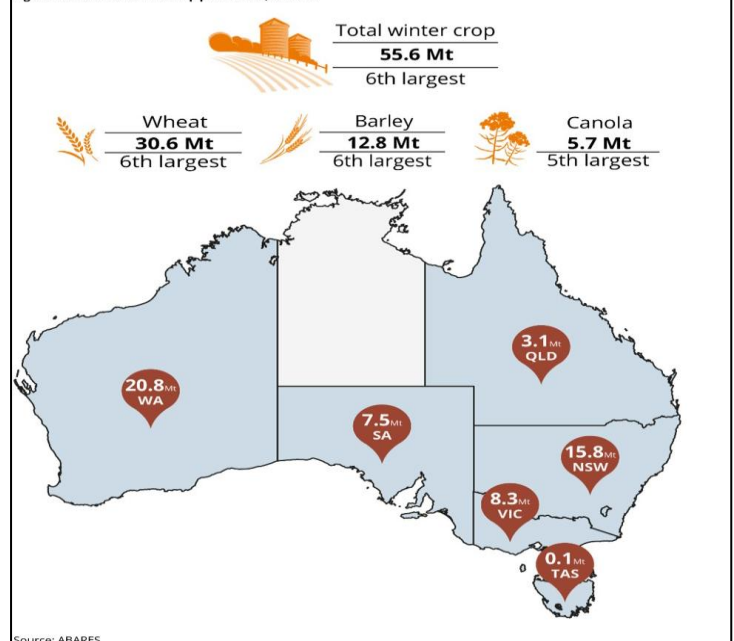 Total winter crop
55.6 Mt
6th largest
Wheat
30.6 Mt
6th largest
Barley
12.8 Mt
6th largest
Canola
5.7 Mt
5th largest
3.1Mt
QLD
20.8Mt
WA
7.5Mt
SA
15.8Mt
NSW
8.3Mt
VIC
0.1Mt
TAS
Source: ABARES